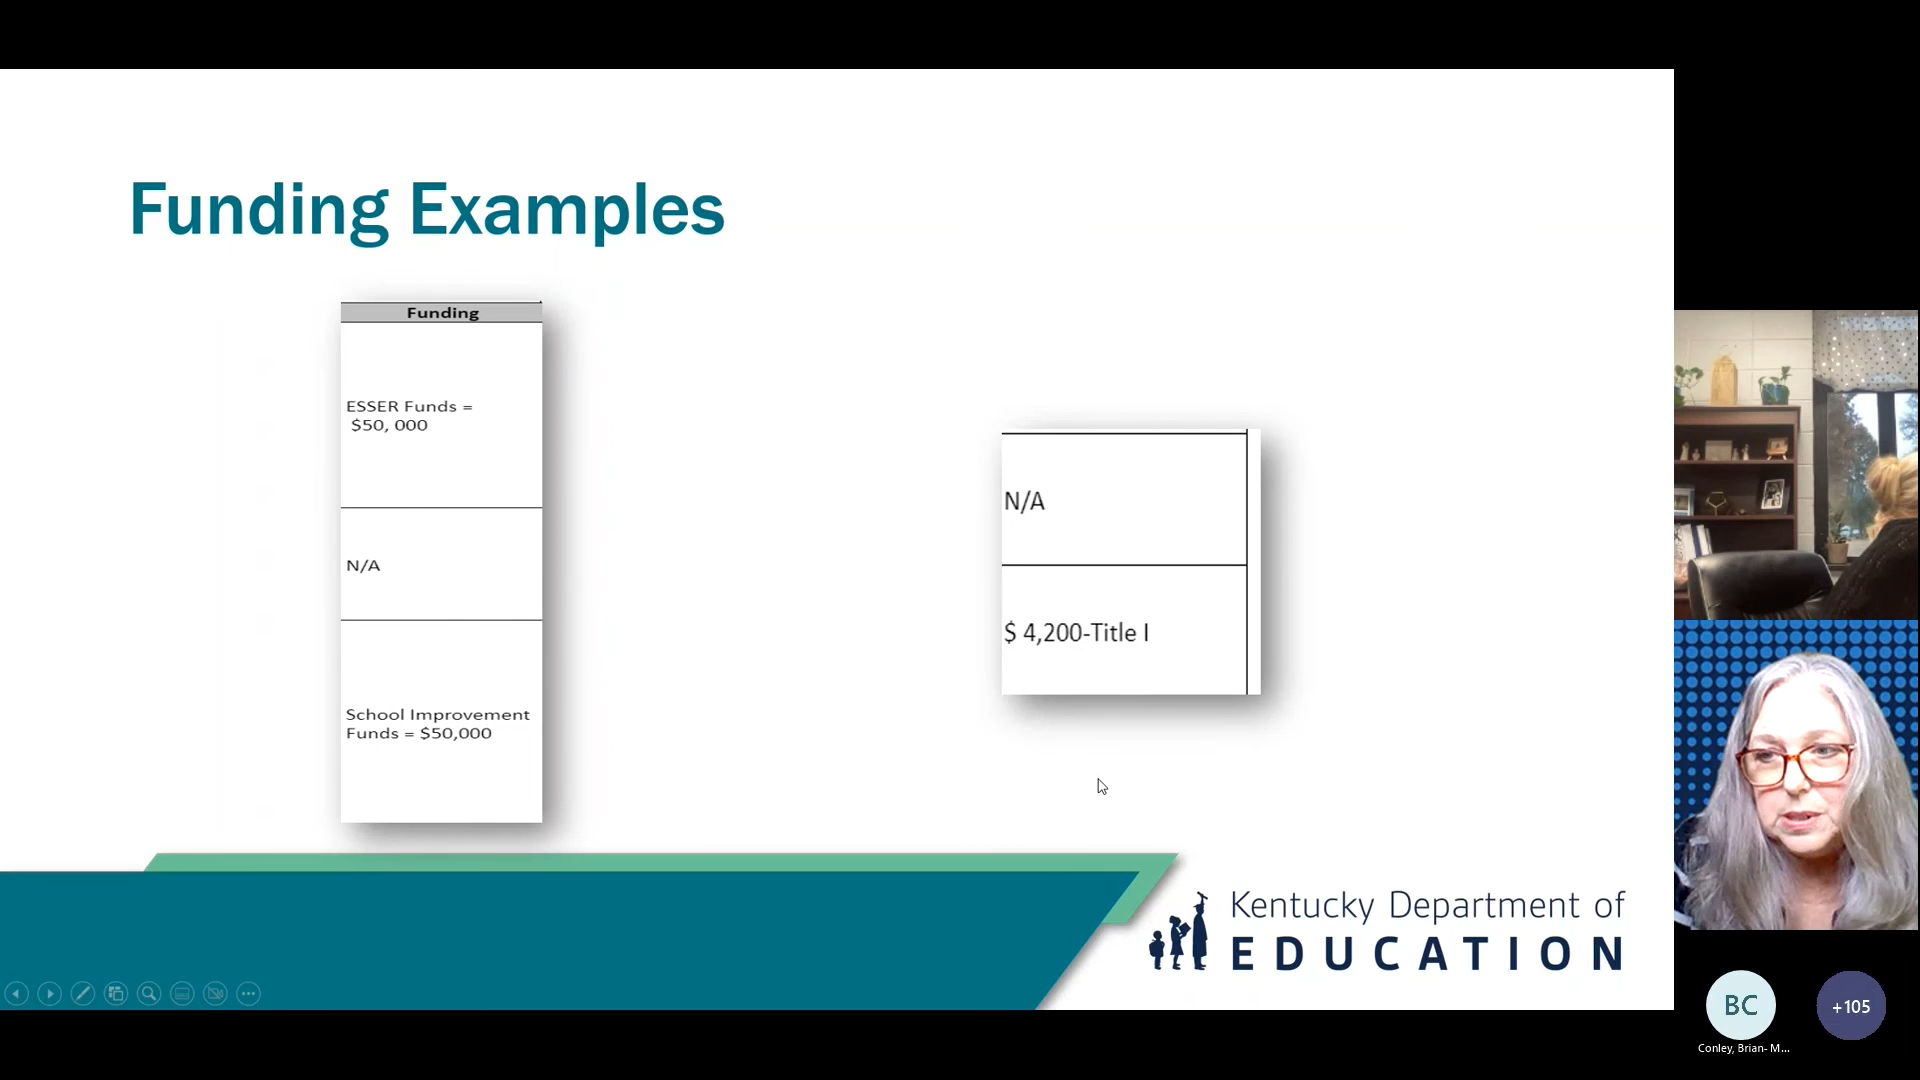 Funding Examples
Funding
ESSER Funds =
$50, 000
N/A
School Improvement
Funds = $50,000
N/A
$ 4,200-Title I
Kentucky Department of
EDUCATION
BC
+105
Conley, Brian- M...